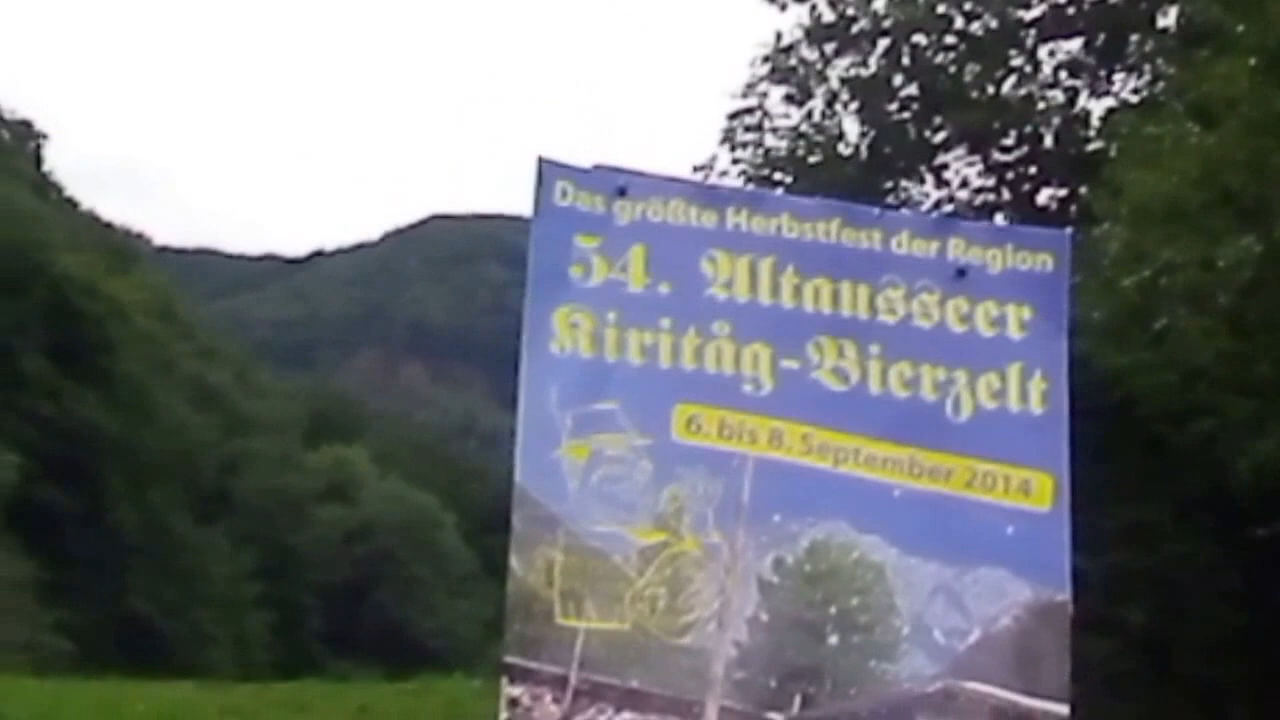 Das größte Herbstfest der Region
54. Altausseer
Kiritåg-Bierzelt
6. bis 8. September 2014